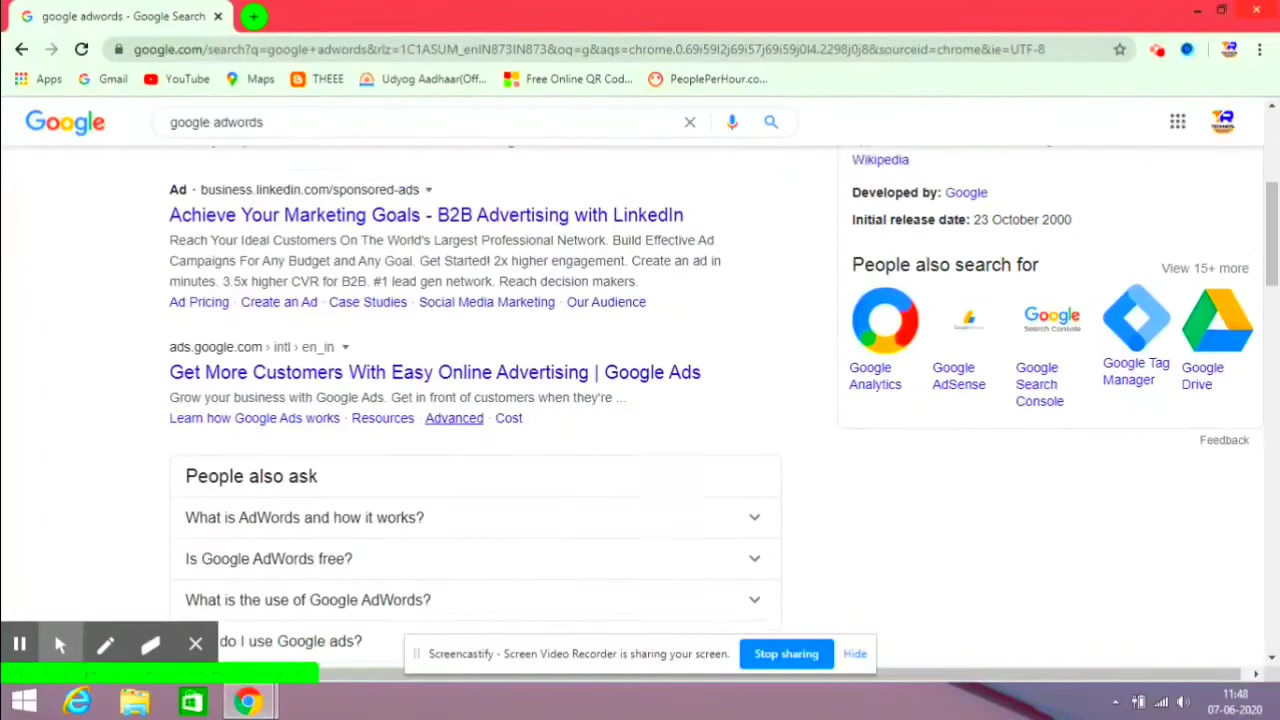 google adwords - Google Search
google.com/search?q=google+adwords&rlz=1C1ASUM_enIN873IN873&oq=g&aqs=chrome.0.69i59l2j69i57j69i59j0l4.2298j0j8&sourceid=chrome&ie=UTF-8
Apps Gmail YouTube Maps THEEE Udyog Aadhaar(Off... Free Online QR Cod... PeoplePerHour.co...
Google google adwords
Wikipedia
Ad · business.linkedin.com/sponsored-ads
Achieve Your Marketing Goals - B2B Advertising with LinkedIn
Reach Your Ideal Customers On The World's Largest Professional Network. Build Effective Ad
Campaigns For Any Budget and Any Goal. Get Started! 2x higher engagement. Create an ad in
minutes. 3.5x higher CVR for B2B. #1 lead gen network. Reach decision makers.
Ad Pricing · Create an Ad · Case Studies · Social Media Marketing · Our Audience
ads.google.com › intl › en_in
Get More Customers With Easy Online Advertising | Google Ads
Grow your business with Google Ads. Get in front of customers when they're ...
Learn how Google Ads works · Resources · Advanced · Cost
People also ask
What is AdWords and how it works?
Is Google AdWords free?
What is the use of Google AdWords?
do I use Google ads?
Developed by: Google
Initial release date: 23 October 2000
People also search for
View 15+ more
Google
Search Console
Google Analytics
Google AdSense
Google Search Console
Google Tag Manager
Google Drive
Feedback
Screencastify - Screen Video Recorder is sharing your screen. Stop sharing Hide
11:48
07-06-2020